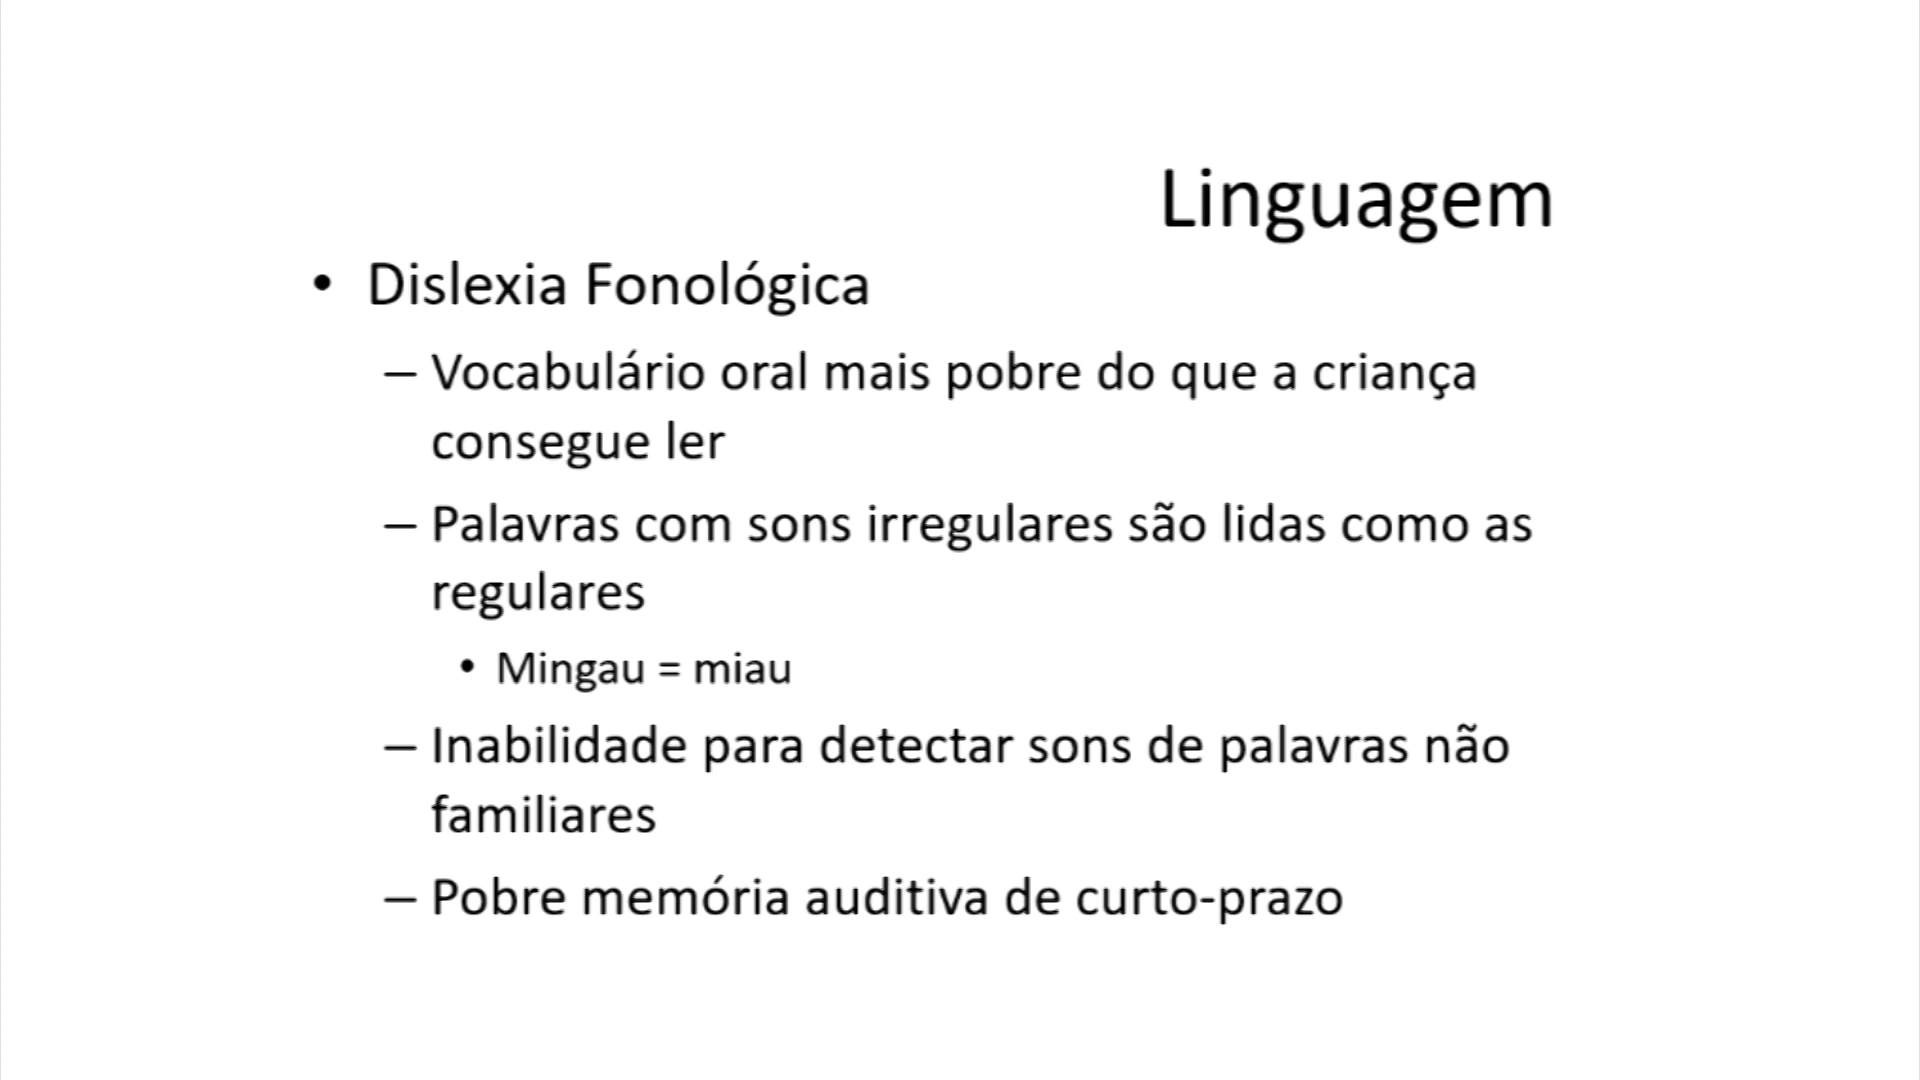 Linguagem
• Dislexia Fonológica
– Vocabulário oral mais pobre do que a criança
consegue ler
– Palavras com sons irregulares são lidas como as
regulares
• Mingau = miau
– Inabilidade para detectar sons de palavras não
familiares
– Pobre memória auditiva de curto-prazo